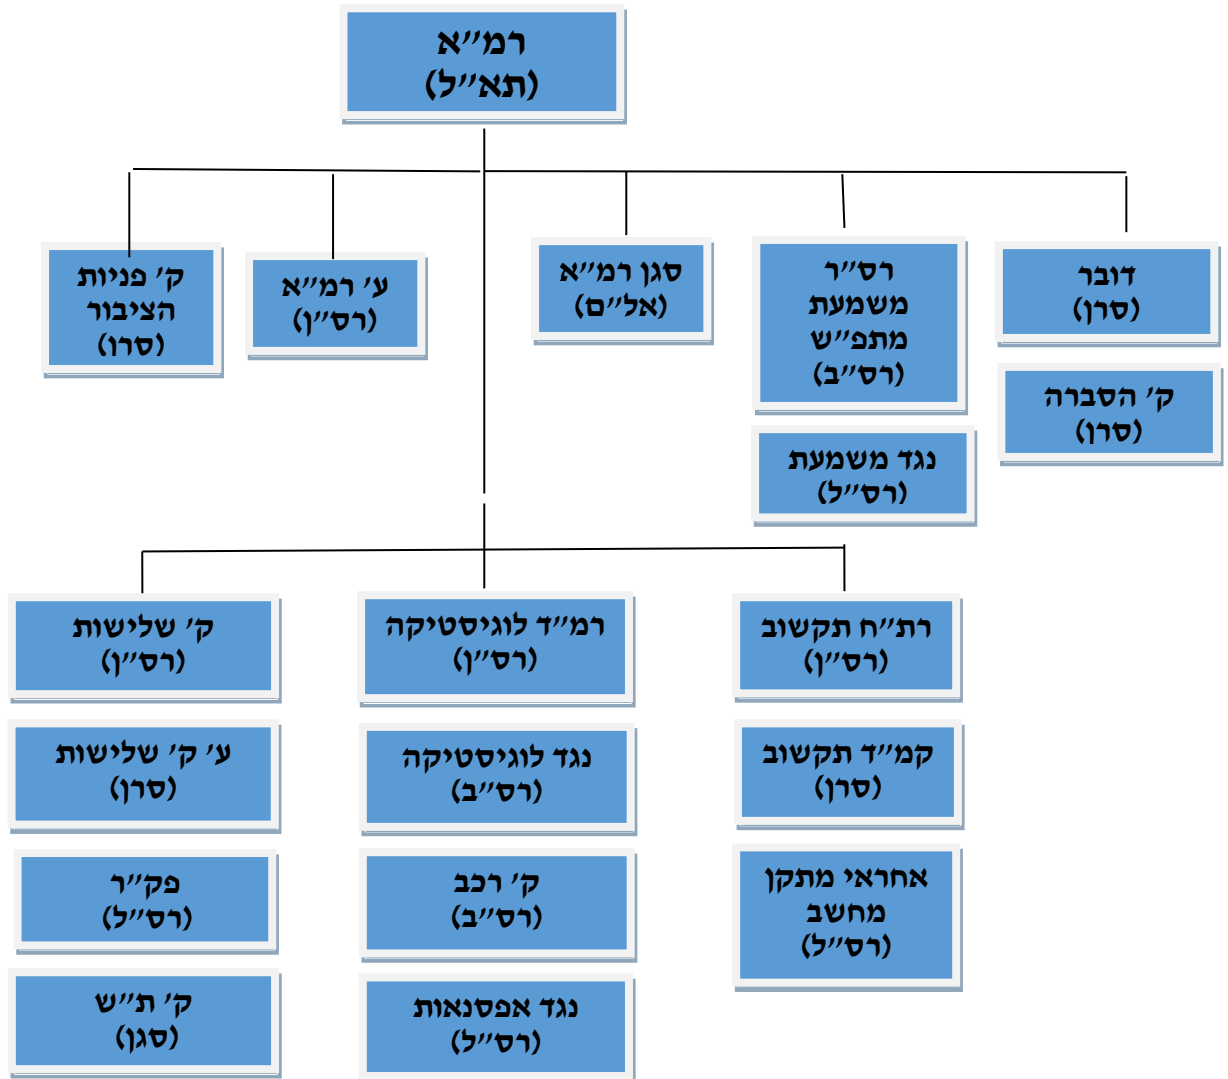 רמ״א
(תא״ל)
דובר
(סרן)
ק׳ הסברה
(סרן)
רס״ר
משמעת
מתפ״ש
(רס״ב)
נגד משמעת
(רס״ל)
סגן רמ״א
(אל״ם)
ע׳ רמ״א
(רס״ן)
ק׳ פניות
הציבור
(סרו)
רת״ח תקשוב
(רס״ן)
קמ״ד תקשוב
(סרן)
אחראי מתקן
מחשב
(רס״ל)
רמ״ד לוגיסטיקה
(רס״ן)
נגד לוגיסטיקה
(רס״ב)
ק׳ רכב
(רס״ב)
נגד אפסנאות
(רס״ל)
ק׳ שלישות
(רס״ן)
ע׳ ק׳ שלישות
(סרן)
פק״ר
(רס״ל)
ק׳ ת״ש
(סגן)